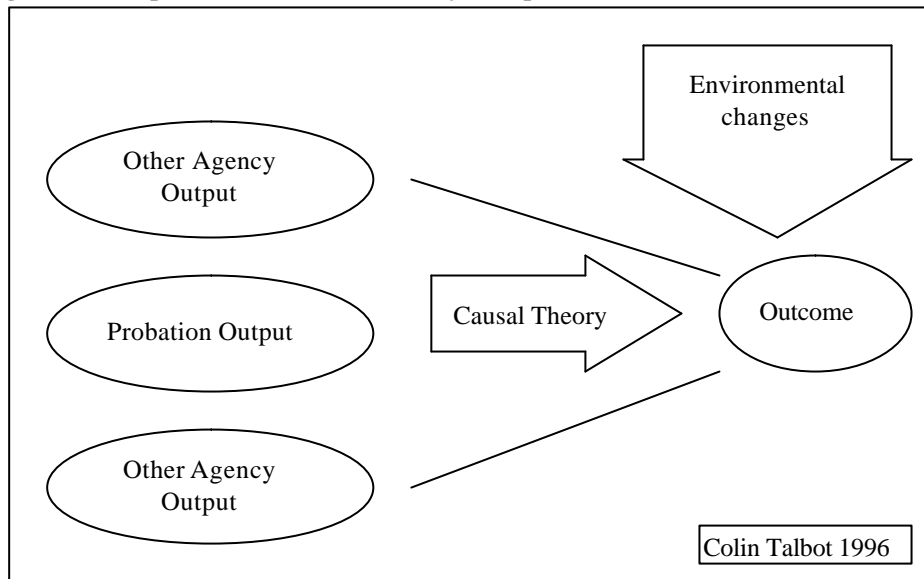 Environmental
changes
Other Agency
Output
Probation Output
Causal Theory
Outcome
Other Agency
Output
Colin Talbot 1996